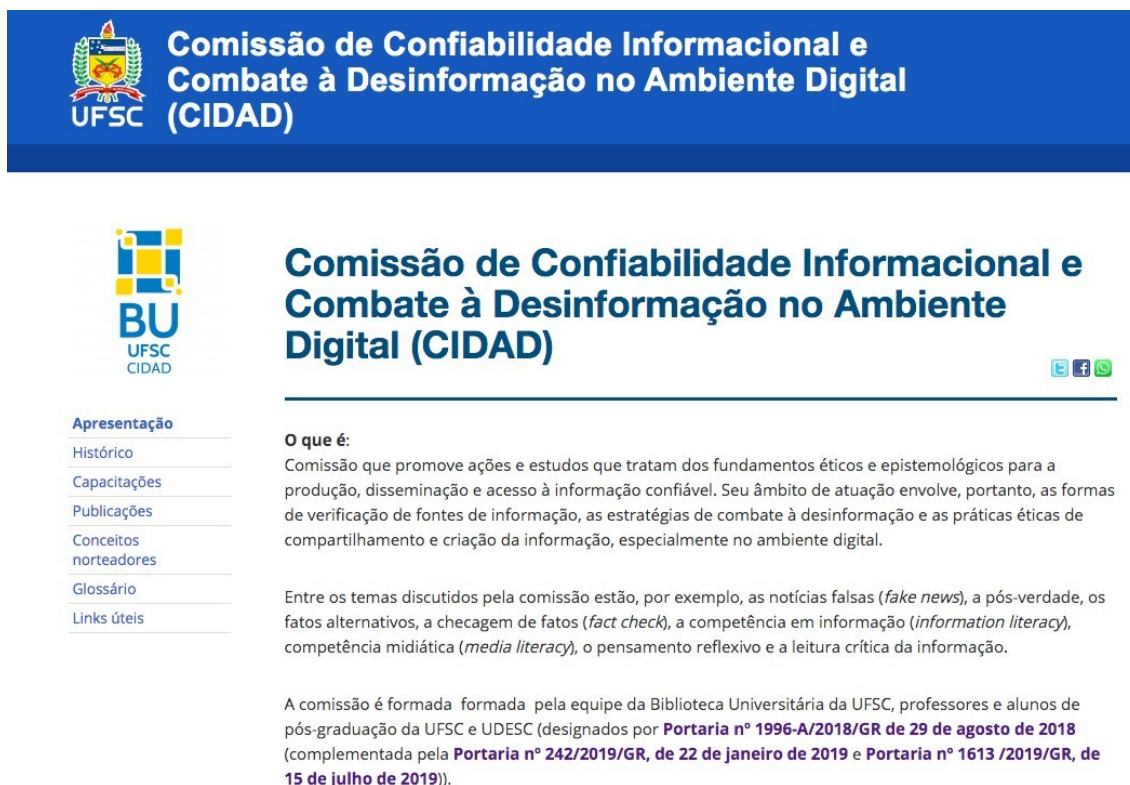 Comissão de Confiabilidade Informacional e
Combate à Desinformação no Ambiente Digital
(CIDAD)
UFSC
BU
UFSC
CIDAD
Apresentação
Histórico
Capacitações
Publicações
Conceitos
norteadores
Glossário
Links úteis
Comissão de Confiabilidade Informacional e
Combate à Desinformação no Ambiente
Digital (CIDAD)
O que é:
Comissão que promove ações e estudos que tratam dos fundamentos éticos e epistemológicos para a
produção, disseminação e acesso à informação confiável. Seu âmbito de atuação envolve, portanto, as formas
de verificação de fontes de informação, as estratégias de combate à desinformação e as práticas éticas de
compartilhamento e criação da informação, especialmente no ambiente digital.
Entre os temas discutidos pela comissão estão, por exemplo, as notícias falsas (fake news), a pós-verdade, os
fatos alternativos, a checagem de fatos (fact check), a competência em informação (information literacy),
competência midiática (media literacy), o pensamento reflexivo e a leitura crítica da informação.
A comissão é formada  formada  pela equipe da Biblioteca Universitária da UFSC, professores e alunos de
pós-graduação da UFSC e UDESC (designados por Portaria nº 1996-A/2018/GR de 29 de agosto de 2018
(complementada pela Portaria nº 242/2019/GR, de 22 de janeiro de 2019 e Portaria nº 1613 /2019/GR, de
15 de julho de 2019)).